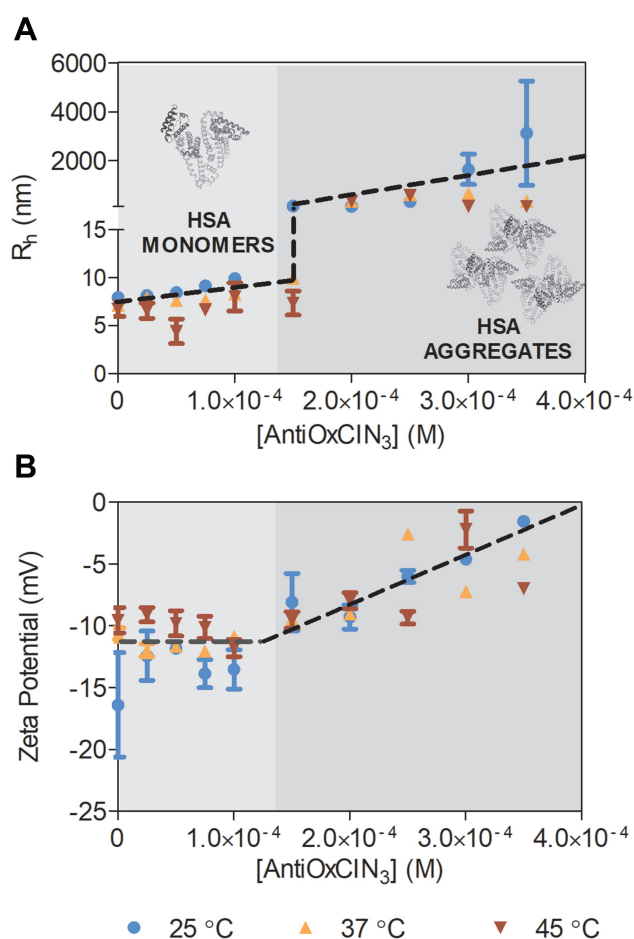 A
6000
4000
2000
15
10
5
0
R_h (nm)
HSA
MONOMERS
HSA
AGGREGATES
0
1.0×10⁻⁴
2.0×10⁻⁴
3.0×10⁻⁴
4.0×10⁻⁴
[AntiOxCIN₃] (M)
B
0
-5
-10
-15
-20
-25
Zeta Potential (mV)
0
1.0×10⁻⁴
2.0×10⁻⁴
3.0×10⁻⁴
4.0×10⁻⁴
[AntiOxCIN₃] (M)
25 °C
37 °C
45 °C